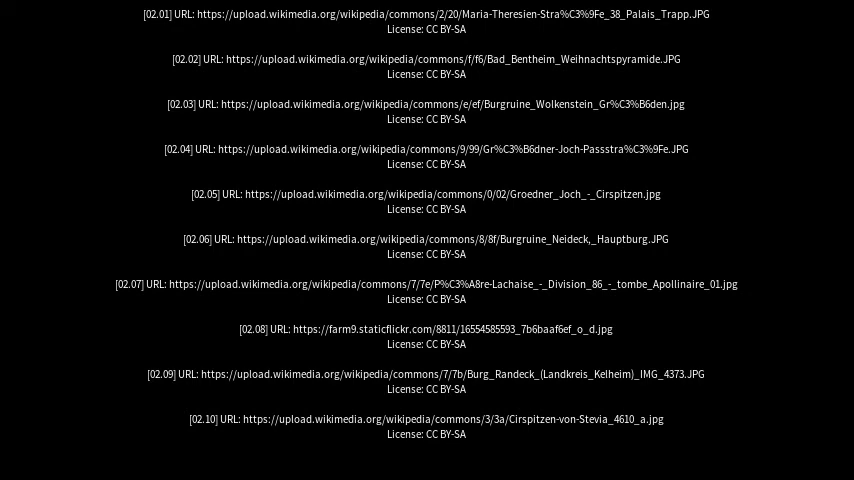 [02.01] URL: https://upload.wikimedia.org/wikipedia/commons/2/20/Maria-Theresien-Stra%C3%9Fe_38_Palais_Trapp.JPG
License: CC BY-SA
[02.02] URL: https://upload.wikimedia.org/wikipedia/commons/f/f6/Bad_Bentheim_Weihnachtspyramide.JPG
License: CC BY-SA
[02.03] URL: https://upload.wikimedia.org/wikipedia/commons/e/ef/Burgruine_Wolkenstein_Gr%C3%B6den.jpg
License: CC BY-SA
[02.04] URL: https://upload.wikimedia.org/wikipedia/commons/9/99/Gr%C3%B6dner-Joch-Passstra%C3%9Fe.JPG
License: CC BY-SA
[02.05] URL: https://upload.wikimedia.org/wikipedia/commons/0/02/Groedner_Joch_-_Cirspitzen.jpg
License: CC BY-SA
[02.06] URL: https://upload.wikimedia.org/wikipedia/commons/8/8f/Burgruine_Neideck,_Hauptburg.JPG
License: CC BY-SA
[02.07] URL: https://upload.wikimedia.org/wikipedia/commons/7/7e/P%C3%A8re-Lachaise_-_Division_86_-_tombe_Apollinaire_01.jpg
License: CC BY-SA
[02.08] URL: https://farm9.staticflickr.com/8811/16554585593_7b6baaf6ef_o_d.jpg
License: CC BY-SA
[02.09] URL: https://upload.wikimedia.org/wikipedia/commons/7/7b/Burg_Randeck_(Landkreis_Kelheim)_IMG_4373.JPG
License: CC BY-SA
[02.10] URL: https://upload.wikimedia.org/wikipedia/commons/3/3a/Cirspitzen-von-Stevia_4610_a.jpg
License: CC BY-SA